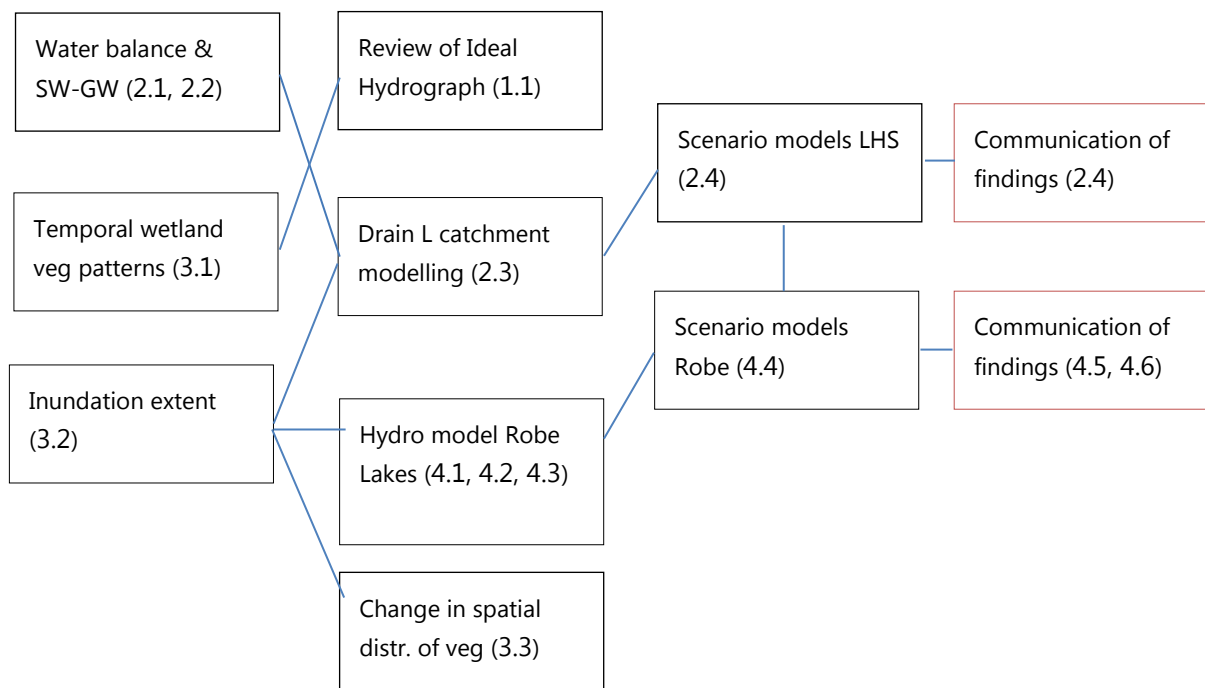 Water balance &
SW-GW (2.1, 2.2)
Temporal wetland
veg patterns (3.1)
Inundation extent
(3.2)
Review of Ideal
Hydrograph (1.1)
Drain L catchment
modelling (2.3)
Hydro model Robe
Lakes (4.1, 4.2, 4.3)
Change in spatial
distr. of veg (3.3)
Scenario models LHS
(2.4)
Scenario models
Robe (4.4)
Communication of
findings (2.4)
Communication of
findings (4.5, 4.6)